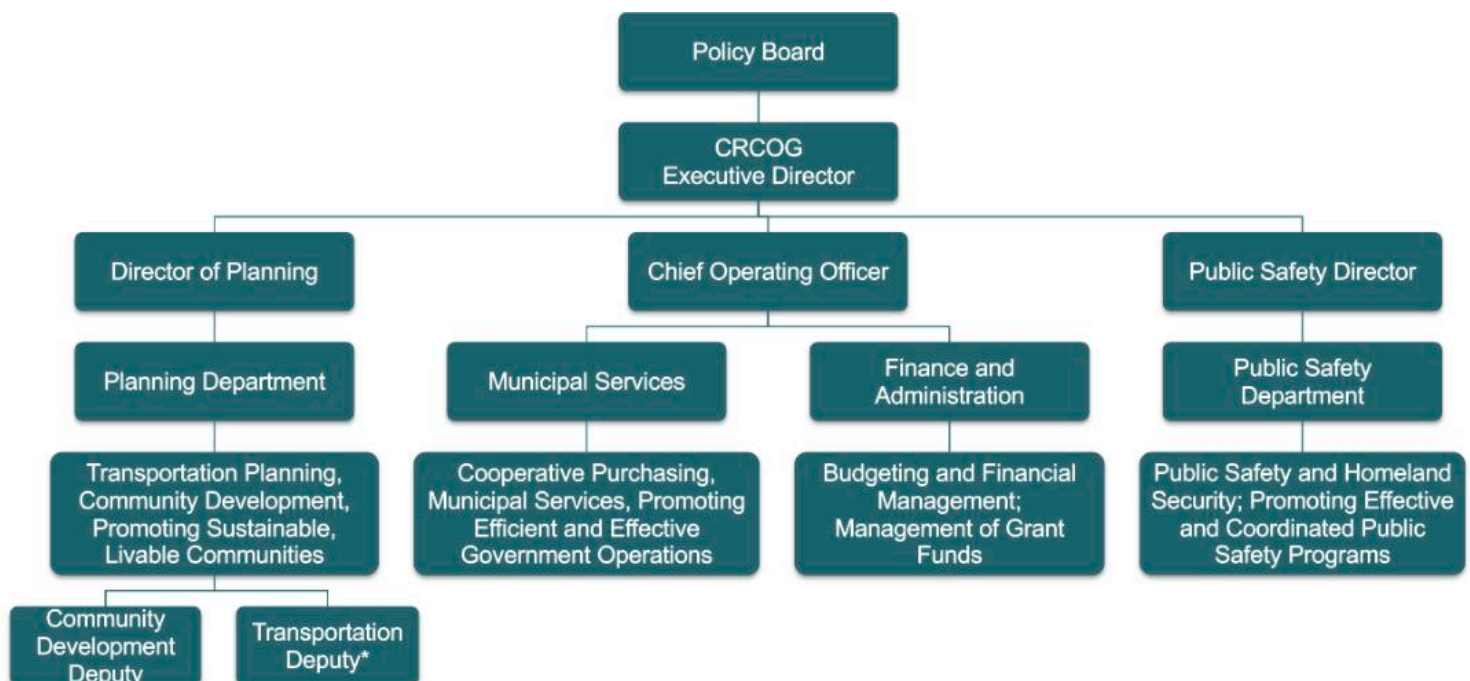 Policy Board
CRCOG
Executive Director
Director of Planning
Chief Operating Officer
Public Safety Director
Planning Department
Municipal Services
Finance and
Administration
Public Safety
Department
Transportation Planning,
Community Development,
Promoting Sustainable,
Livable Communities
Cooperative Purchasing,
Municipal Services, Promoting
Efficient and Effective
Government Operations
Budgeting and Financial
Management;
Management of Grant
Funds
Public Safety and Homeland
Security; Promoting Effective
and Coordinated Public
Safety Programs
Community
Development
Deputy
Transportation
Deputy*